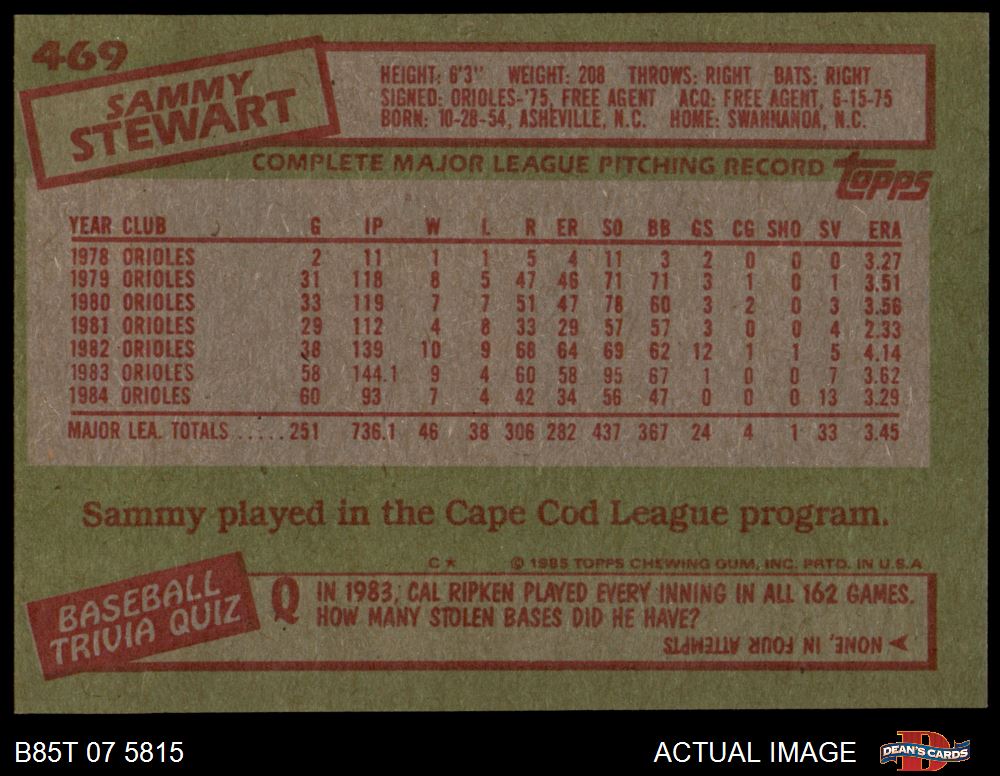 469
SAMMY
STEWART
HEIGHT: 6'3" WEIGHT: 208 THROWS: RIGHT BATS: RIGHT
SIGNED: ORIOLES-'75, FREE AGENT ACQ: FREE AGENT, 6-15-75
BORN: 10-28-54, ASHEVILLE, N.C. HOME: SWANNANOA, N.C.
COMPLETE MAJOR LEAGUE PITCHING RECORD topps
YEAR CLUB G IP W L R ER SO BB GS CG SHO SV ERA
1978 ORIOLES 2 11 1 1 5 4 11 3 2 0 0 0 3.27
1979 ORIOLES 31 118 8 5 47 46 71 71 3 1 0 1 3.51
1980 ORIOLES 33 119 7 7 51 47 78 60 3 2 0 3 3.56
1981 ORIOLES 29 112 4 8 33 29 57 57 3 0 0 4 2.33
1982 ORIOLES 38 139 10 9 68 64 69 62 12 1 1 5 4.14
1983 ORIOLES 58 144.1 9 4 60 58 95 67 1 0 0 7 3.62
1984 ORIOLES 60 93 7 4 42 34 56 47 0 0 0 13 3.29
MAJOR LEA. TOTALS ..... 251 736.1 46 38 306 282 437 367 24 4 1 33 3.45
Sammy played in the Cape Cod League program.
C* © 1985 TOPPS CHEWING GUM, INC. PRTD. IN U.S.A
BASEBALL
TRIVIA QUIZ
Q IN 1983, CAL RIPKEN PLAYED EVERY INNING IN ALL 162 GAMES.
HOW MANY STOLEN BASES DID HE HAVE?
NONE, IN FOUR ATTEMPTS
B85T 07 5815 ACTUAL IMAGE DEAN'S CARDS